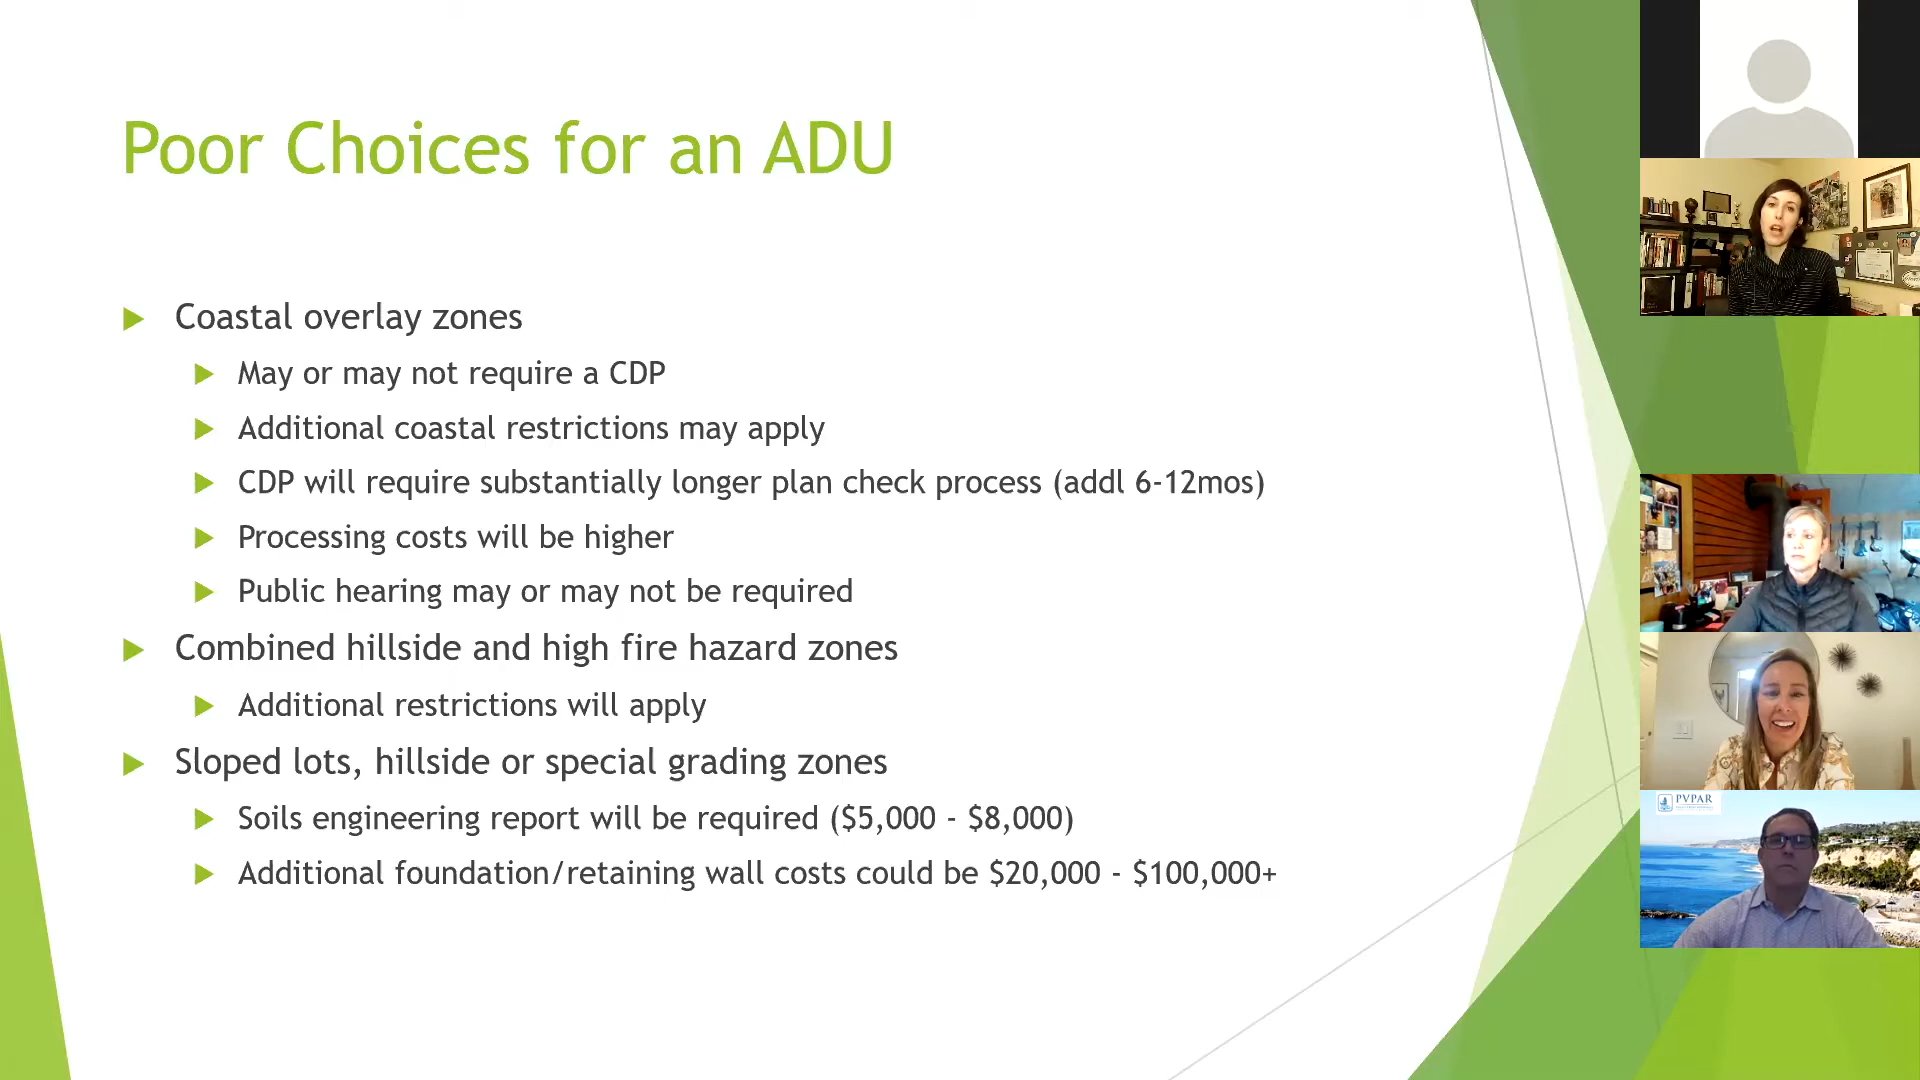 Poor Choices for an ADU
Coastal overlay zones
May or may not require a CDP
Additional coastal restrictions may apply
CDP will require substantially longer plan check process (addl 6-12mos)
Processing costs will be higher
Public hearing may or may not be required
Combined hillside and high fire hazard zones
Additional restrictions will apply
Sloped lots, hillside or special grading zones
Soils engineering report will be required ($5,000 - $8,000)
Additional foundation/retaining wall costs could be $20,000 - $100,000+
PVPAR